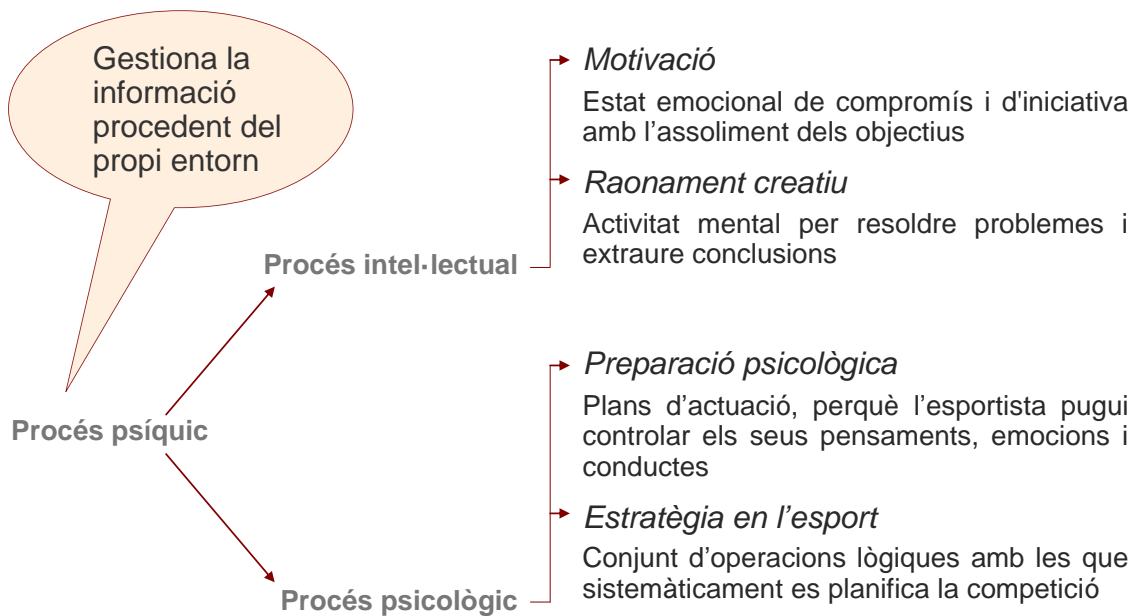 Gestiona la
informació
procedent del
propi entorn
Motivació
Estat emocional de compromís i d'iniciativa
amb l’assoliment dels objectius
Raonament creatiu
Activitat mental per resoldre problemes i
extraure conclusions
Procés intel·lectual
Preparació psicològica
Plans d’actuació, perquè l’esportista pugui
controlar els seus pensaments, emocions i
conductes
Procés psíquic
Estratègia en l’esport
Conjunt d’operacions lògiques amb les que
sistemàticament es planifica la competició
Procés psicològic